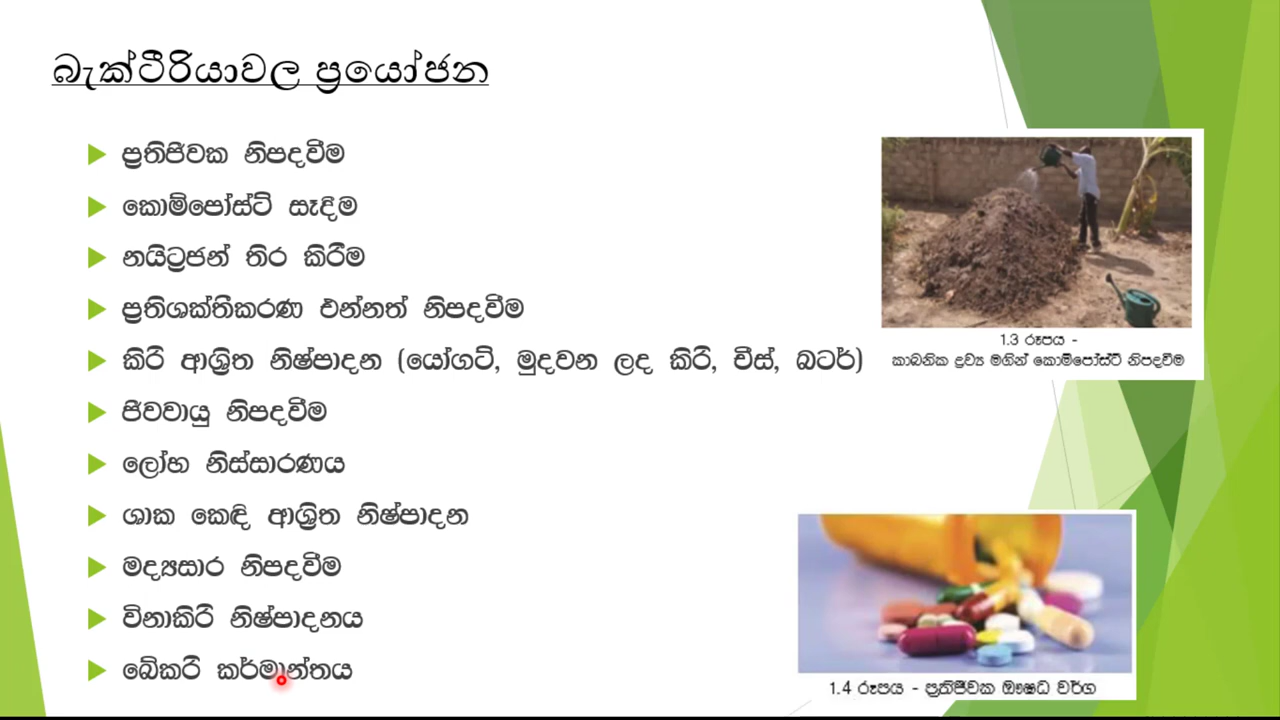 බැක්ටීරියාවල ප්‍රයෝජන
ප්‍රතිජීවක නිපදවීම
කොම්පෝස්ට් සෑදීම
නයිට්‍රජන් තිර කිරීම
ප්‍රතිශක්තීකරණ එන්නත් නිපදවීම
කිරි ආශ්‍රිත නිෂ්පාදන (යෝගට්, මුදවන ලද කිරි, චීස්, බටර්)
ජීවවායු නිපදවීම
ලෝහ නිස්සාරණය
ශාක කෙඳි ආශ්‍රිත නිෂ්පාදන
මද්‍යසාර නිපදවීම
විනාකිරි නිෂ්පාදනය
බේකරි කර්මාන්තය
1.3 රූපය -
කාබනික ද්‍රව්‍ය මගින් කොම්පෝස්ට් නිපදවීම
1.4 රූපය - ප්‍රතිජීවක ඖෂධ වර්ග